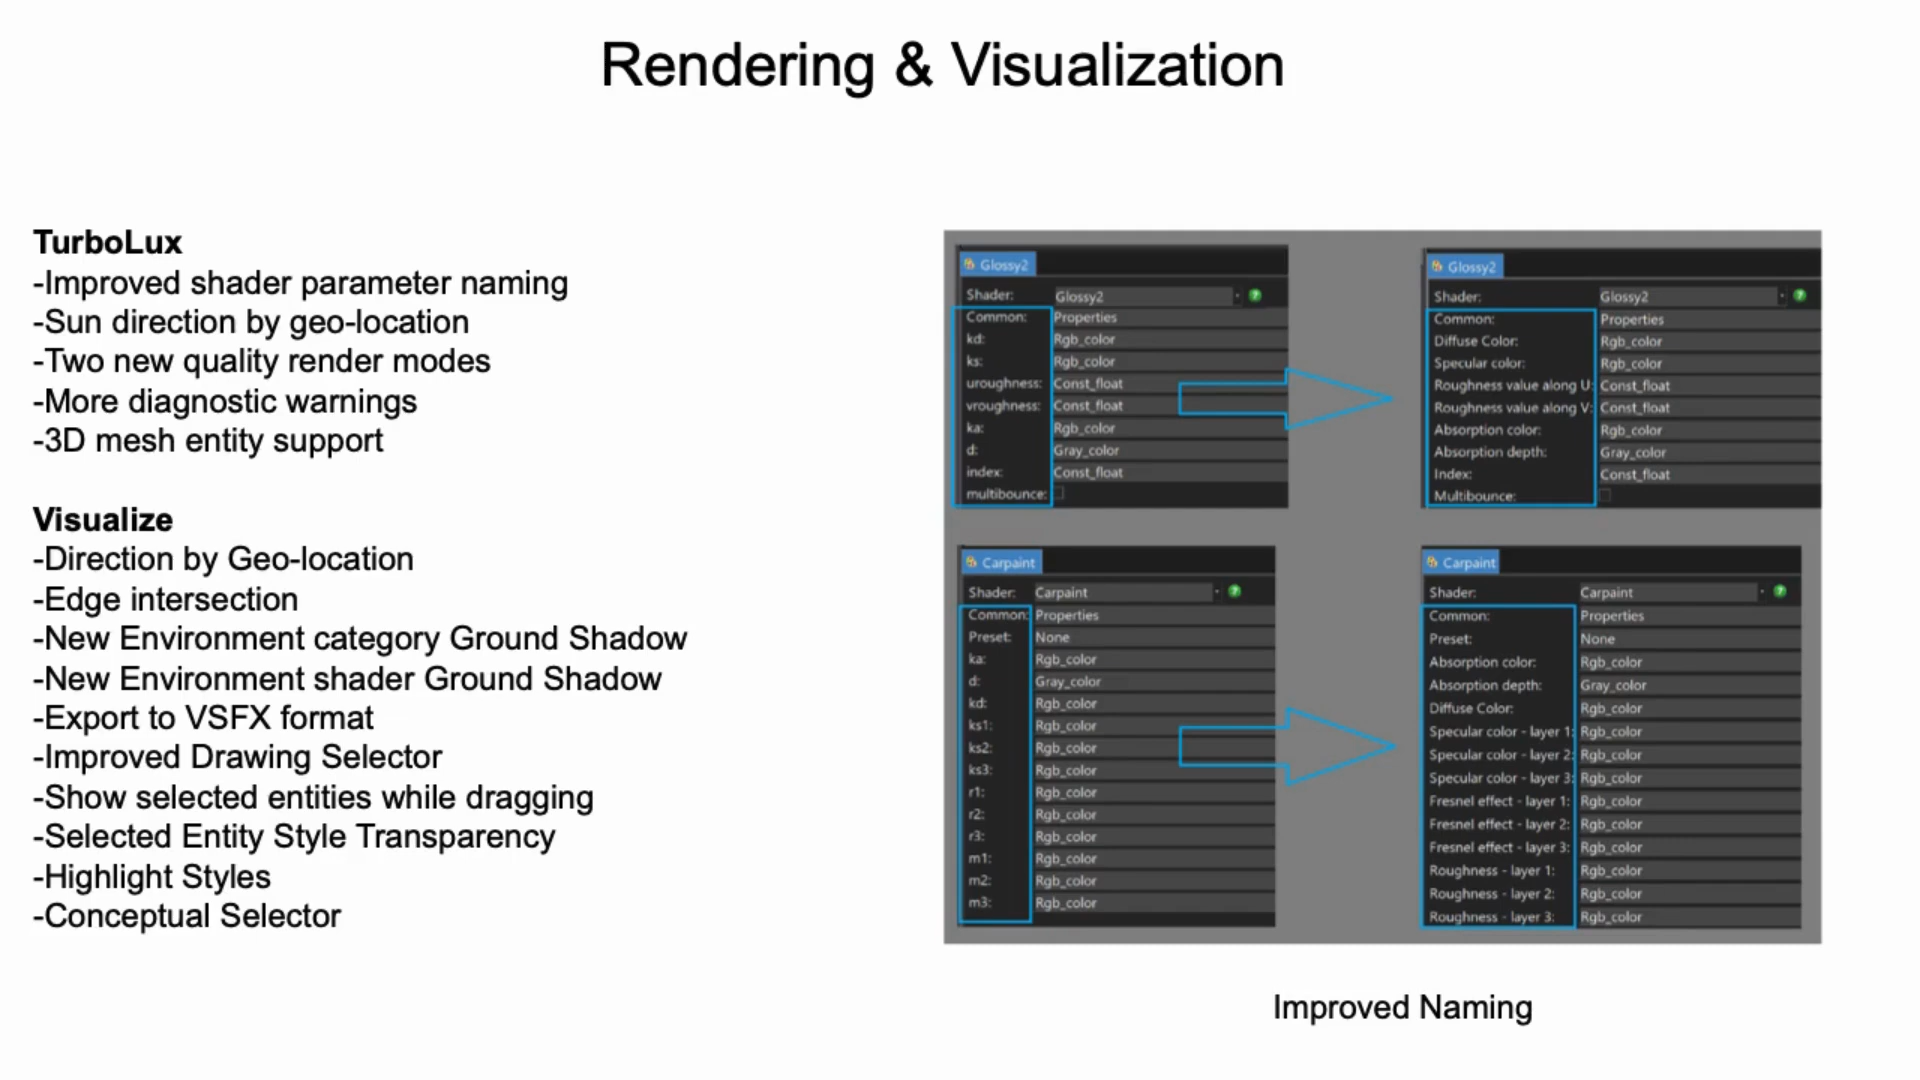 Rendering & Visualization
TurboLux
-Improved shader parameter naming
-Sun direction by geo-location
-Two new quality render modes
-More diagnostic warnings
-3D mesh entity support
Visualize
-Direction by Geo-location
-Edge intersection
-New Environment category Ground Shadow
-New Environment shader Ground Shadow
-Export to VSFX format
-Improved Drawing Selector
-Show selected entities while dragging
-Selected Entity Style Transparency
-Highlight Styles
-Conceptual Selector
Glossy2
Shader: Glossy2
Common: Properties
kd: Rgb_color
ks: Rgb_color
uroughness: Const_float
vroughness: Const_float
ka: Rgb_color
d: Gray_color
index: Const_float
multibounce:
Glossy2
Shader: Glossy2
Common: Properties
Diffuse Color: Rgb_color
Specular color: Rgb_color
Roughness value along U: Const_float
Roughness value along V: Const_float
Absorption color: Rgb_color
Absorption depth: Gray_color
Index: Const_float
Multibounce:
Carpaint
Shader: Carpaint
Common: Properties
Preset: None
ka: Rgb_color
d: Gray_color
kd: Rgb_color
ks1: Rgb_color
ks2: Rgb_color
ks3: Rgb_color
r1: Rgb_color
r2: Rgb_color
r3: Rgb_color
m1: Rgb_color
m2: Rgb_color
m3: Rgb_color
Carpaint
Shader: Carpaint
Common: Properties
Preset: None
Absorption color: Rgb_color
Absorption depth: Gray_color
Diffuse Color: Rgb_color
Specular color - layer 1: Rgb_color
Specular color - layer 2: Rgb_color
Specular color - layer 3: Rgb_color
Fresnel effect - layer 1: Rgb_color
Fresnel effect - layer 2: Rgb_color
Fresnel effect - layer 3: Rgb_color
Roughness - layer 1: Rgb_color
Roughness - layer 2: Rgb_color
Roughness - layer 3: Rgb_color
Improved Naming